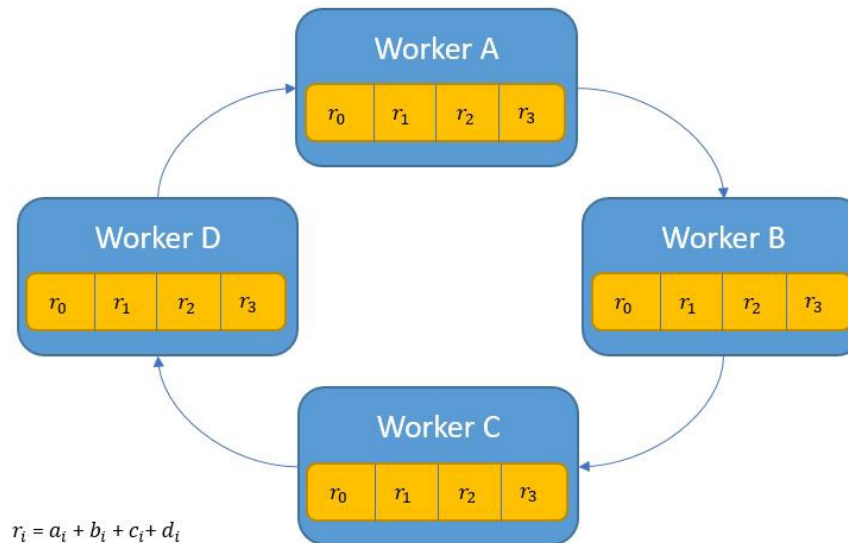 Worker A
r₀ r₁ r₂ r₃
Worker D
r₀ r₁ r₂ r₃
Worker B
r₀ r₁ r₂ r₃
Worker C
r₀ r₁ r₂ r₃
rᵢ = aᵢ + bᵢ + cᵢ+ dᵢ